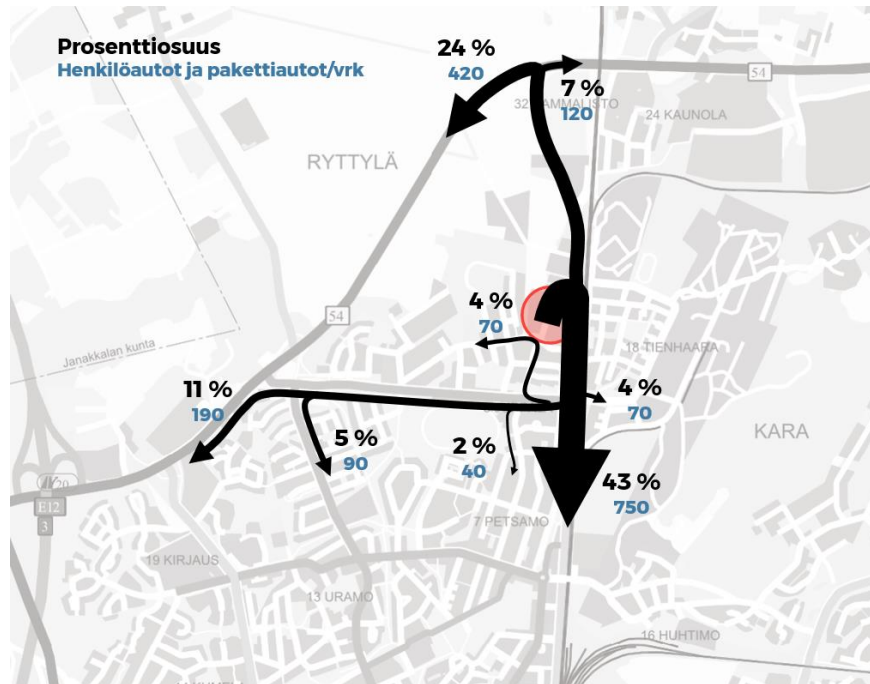 Prosenttiosuus
Henkilöautot ja pakettiautot/vrk
24 %
420
54
7 %
120
24 KAUNOLA
RYTTYLÄ
4 %
70
54
Janakkalan kunta
18 TIENHAARA
11 %
190
4 %
70
5 %
90
2 %
40
KARA
43 %
750
E12
3
7 PETSAMO
19 KIRJAUS
13 URAMO
16 HUHTIMO